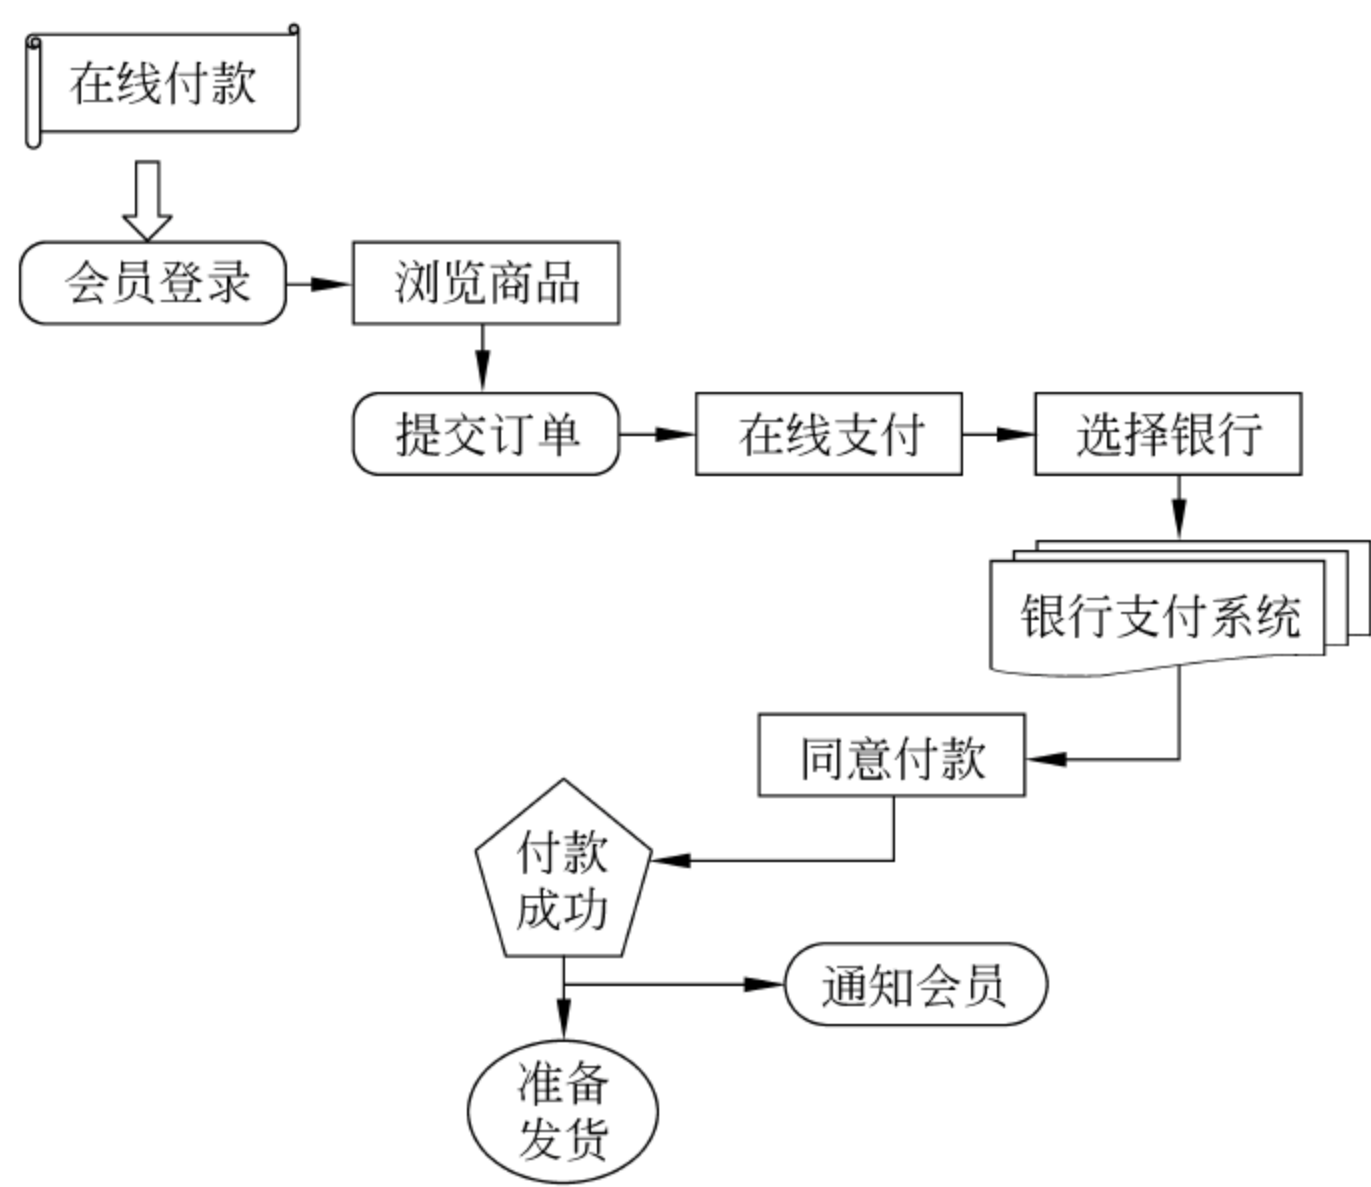 在线付款
会员登录
浏览商品
提交订单
在线支付
选择银行
银行支付系统
同意付款
付款
成功
通知会员
准备
发货